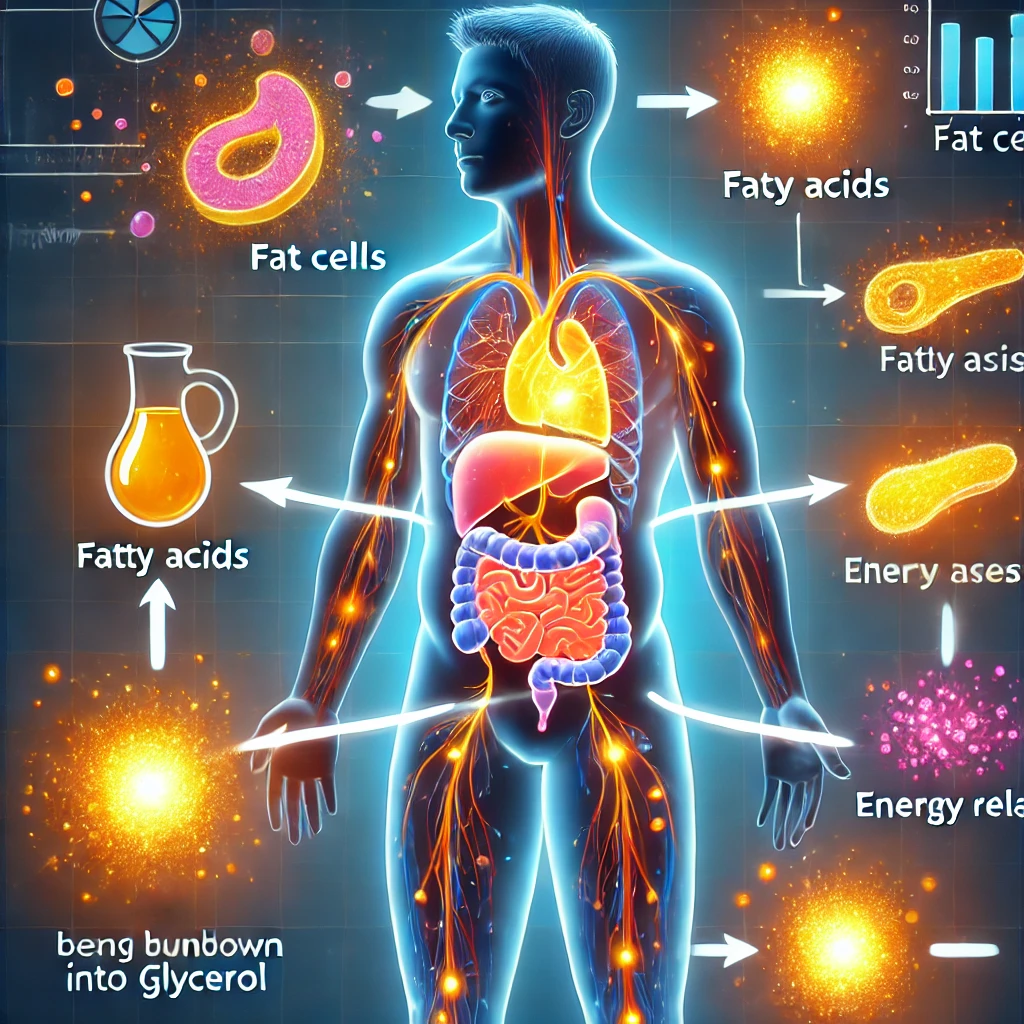 Fat ce
Faty acids
Fat cells
Fatly asis
Fatty acids
Enery ases
Energy rela
beng bunbown
into Glycerol